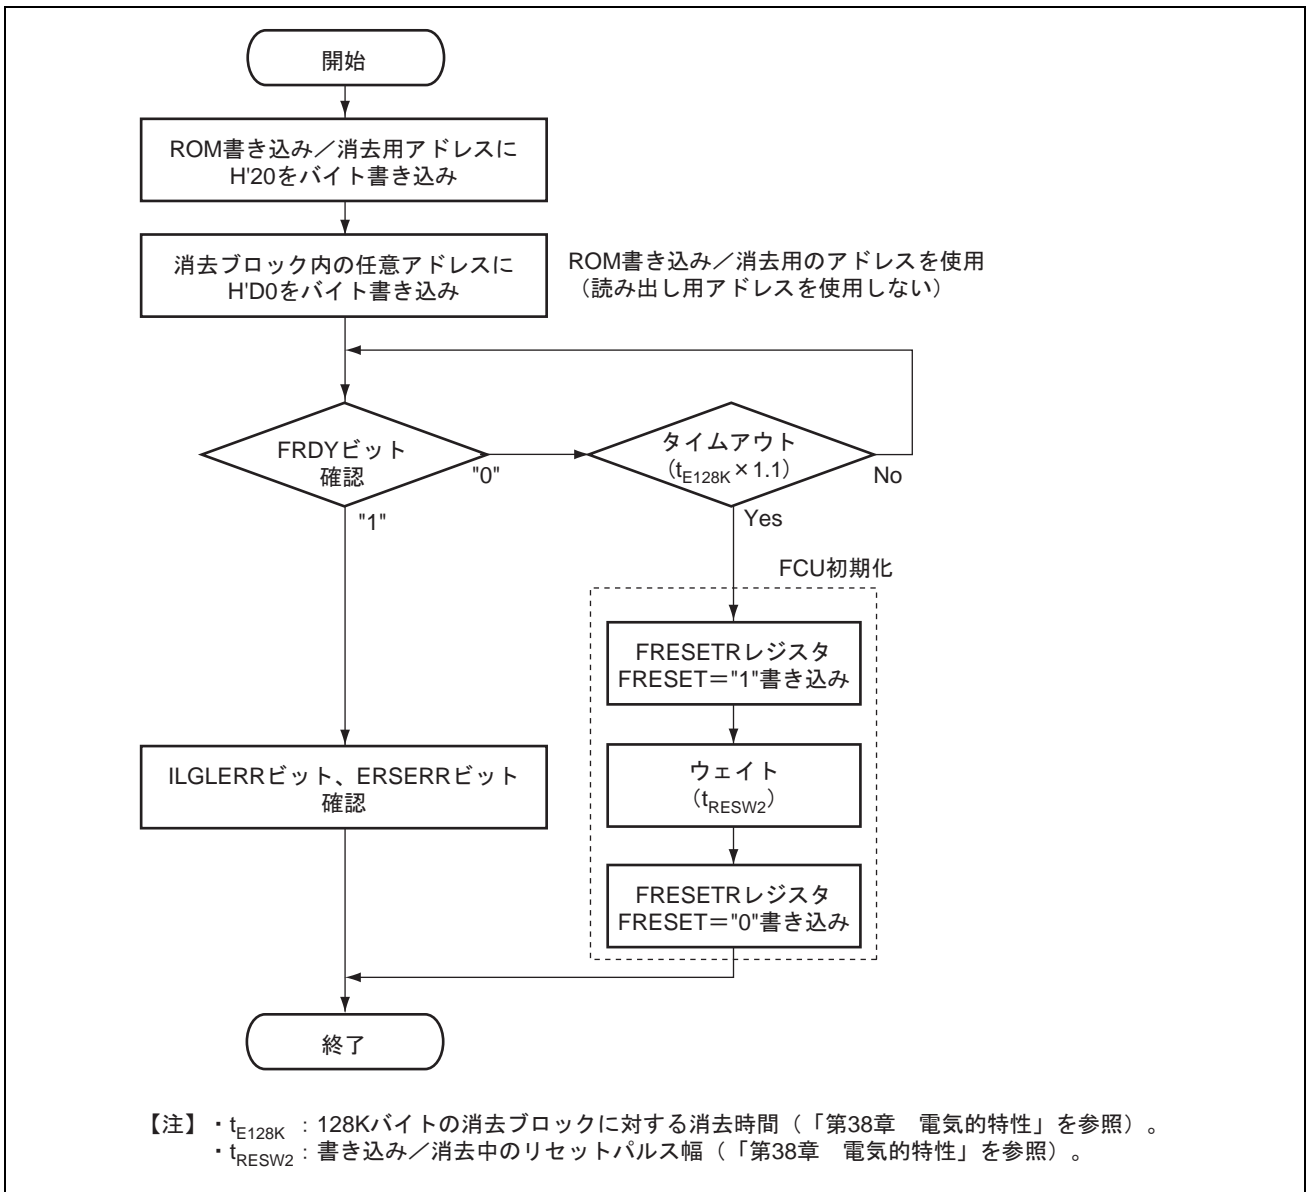 開始
ROM書き込み／消去用アドレスに
H'20をバイト書き込み
消去ブロック内の任意アドレスに
H'D0をバイト書き込み
ROM書き込み／消去用のアドレスを使用
（読み出し用アドレスを使用しない）
FRDYビット
確認
"0"
"1"
タイムアウト
（tE128K×1.1）
No
Yes
FCU初期化
FRESETRレジスタ
FRESET＝"1"書き込み
ウェイト
（tRESW2）
FRESETRレジスタ
FRESET＝"0"書き込み
ILGLERRビット、ERSERRビット
確認
終了
【注】・tE128K ：128Kバイトの消去ブロックに対する消去時間（「第38章　電気的特性」を参照）。
・tRESW2：書き込み／消去中のリセットパルス幅（「第38章　電気的特性」を参照）。